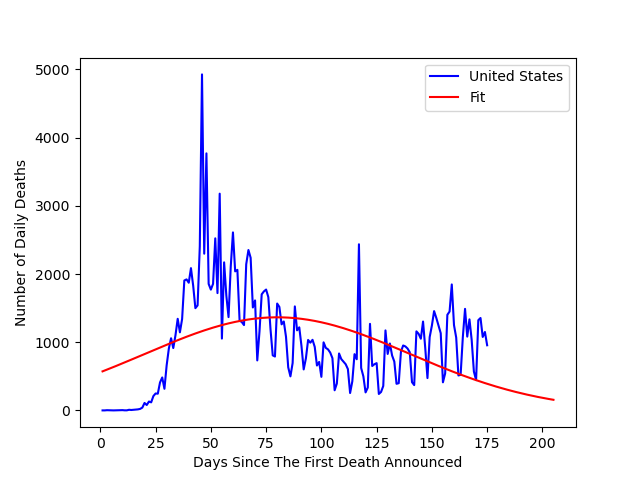 United States
Fit
Number of Daily Deaths
5000
4000
3000
2000
1000
0
0 25 50 75 100 125 150 175 200
Days Since The First Death Announced